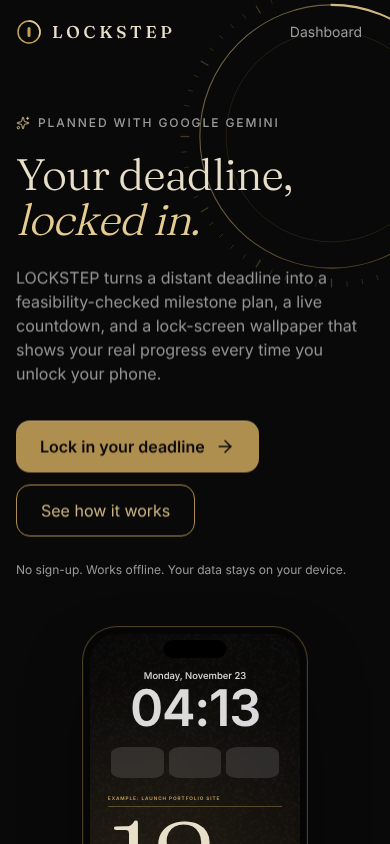 LOCKSTEP
Dashboard
PLANNED WITH GOOGLE GEMINI
Your deadline,
locked in.
LOCKSTEP turns a distant deadline into a
feasibility-checked milestone plan, a live
countdown, and a lock-screen wallpaper that
shows your real progress every time you
unlock your phone.
Lock in your deadline →
See how it works
No sign-up. Works offline. Your data stays on your device.
Monday, November 23
04:13
EXAMPLE: LAUNCH PORTFOLIO SITE